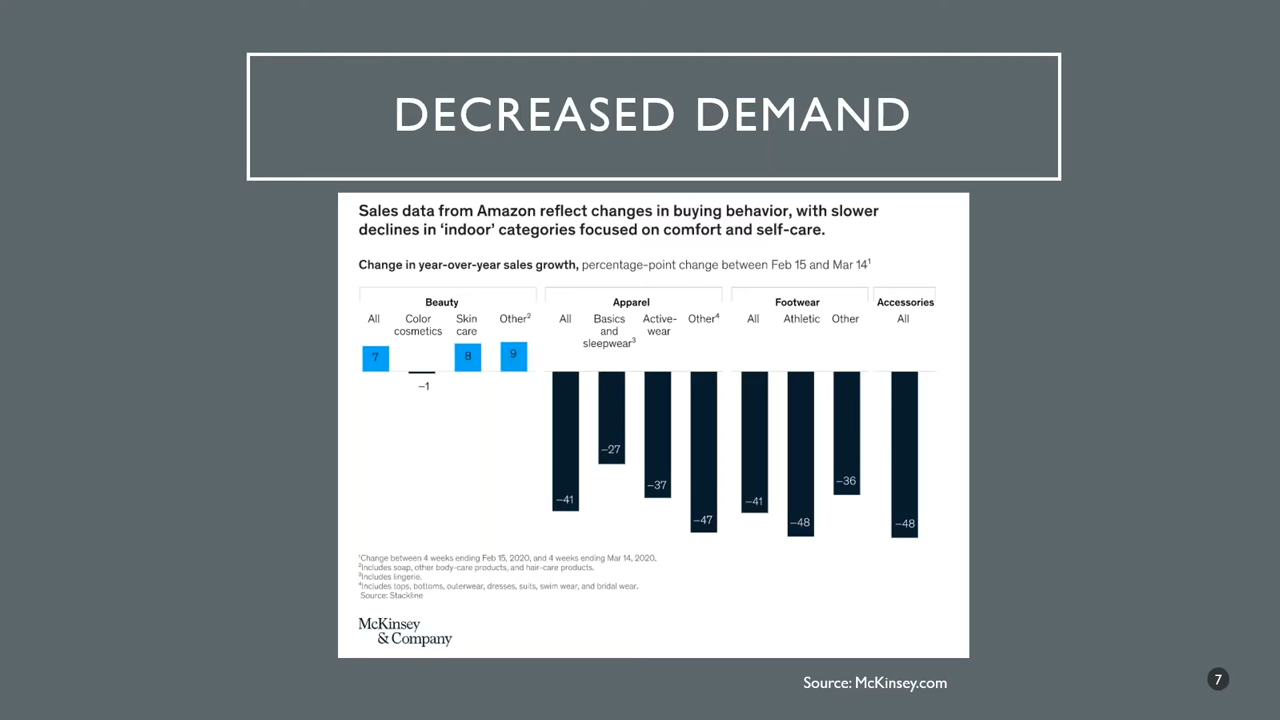 DECREASED DEMAND
Sales data from Amazon reflect changes in buying behavior, with slower
declines in ‘indoor’ categories focused on comfort and self-care.
Change in year-over-year sales growth, percentage-point change between Feb 15 and Mar 14¹
Beauty
All
Color
cosmetics
Skin
care
Other²
7
−1
8
9
Apparel
All
Basics
and
sleepwear³
Active-
wear
Other⁴
−41
−27
−37
−47
Footwear
All
Athletic
Other
−41
−48
−36
Accessories
All
−48
¹Change between 4 weeks ending Feb 15, 2020, and 4 weeks ending Mar 14, 2020.
²Includes soap, other body-care products, and hair-care products.
³Includes lingerie.
⁴Includes tops, bottoms, outerwear, dresses, suits, swim wear, and bridal wear.
Source: Stackline
McKinsey
& Company
Source: McKinsey.com
7